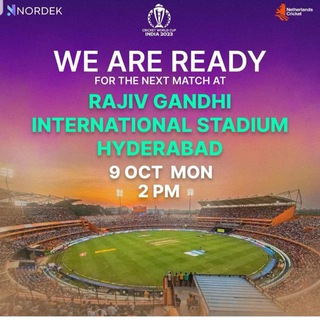 NORDEK
CRICKET WORLD CUP
INDIA 2023
Netherlands
Cricket
WE ARE READY
FOR THE NEXT MATCH AT
RAJIV GANDHI
INTERNATIONAL STADIUM
HYDERABAD
9 OCT MON
2 PM